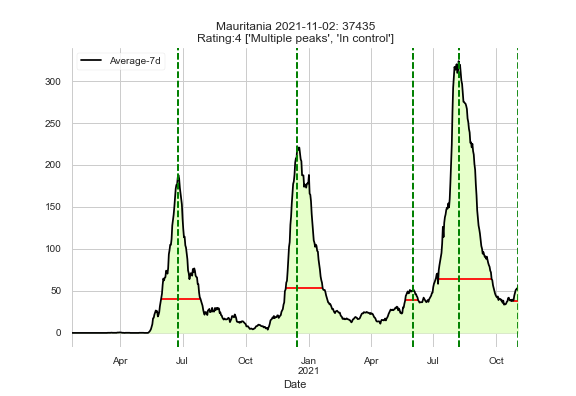 Mauritania 2021-11-02: 37435
Rating:4 ['Multiple peaks', 'In control']
Average-7d
300
250
200
150
100
50
0
Apr
Jul
Oct
Jan
2021
Apr
Jul
Oct
Date